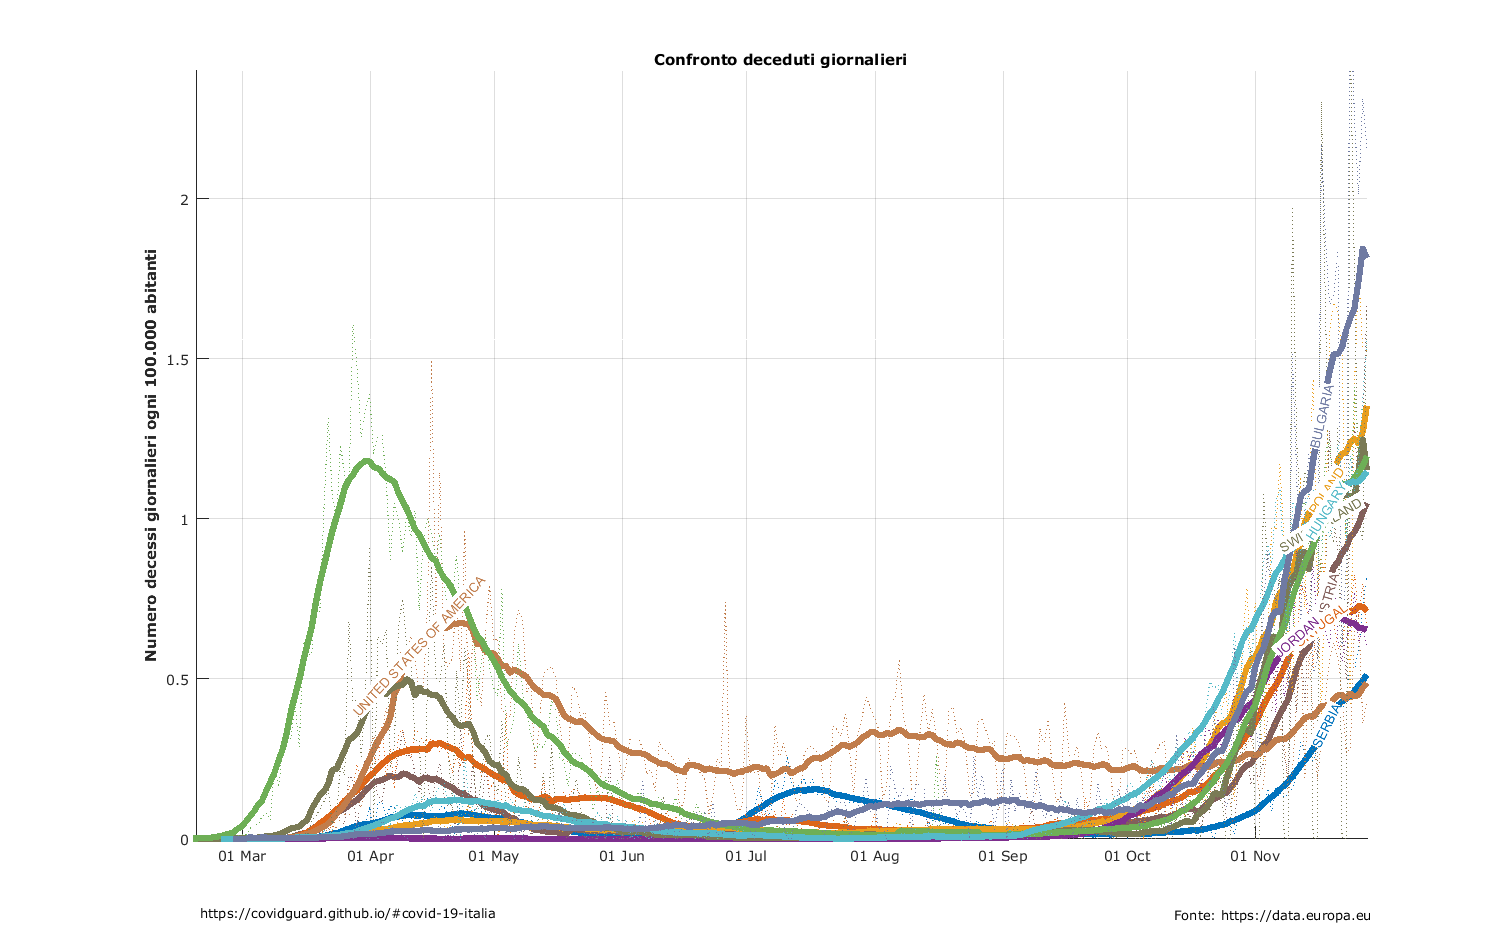 Confronto deceduti giornalieri
Numero decessi giornalieri ogni 100.000 abitanti
2
1.5
1
0.5
0
UNITED STATES OF AMERICA
BULGARIA
POLAND
HUNGARY
JORDAN
SERBIA
01 Mar
01 Apr
01 May
01 Jun
01 Jul
01 Aug
01 Sep
01 Oct
01 Nov
https://covidguard.github.io/#covid-19-italia
Fonte: https://data.europa.eu